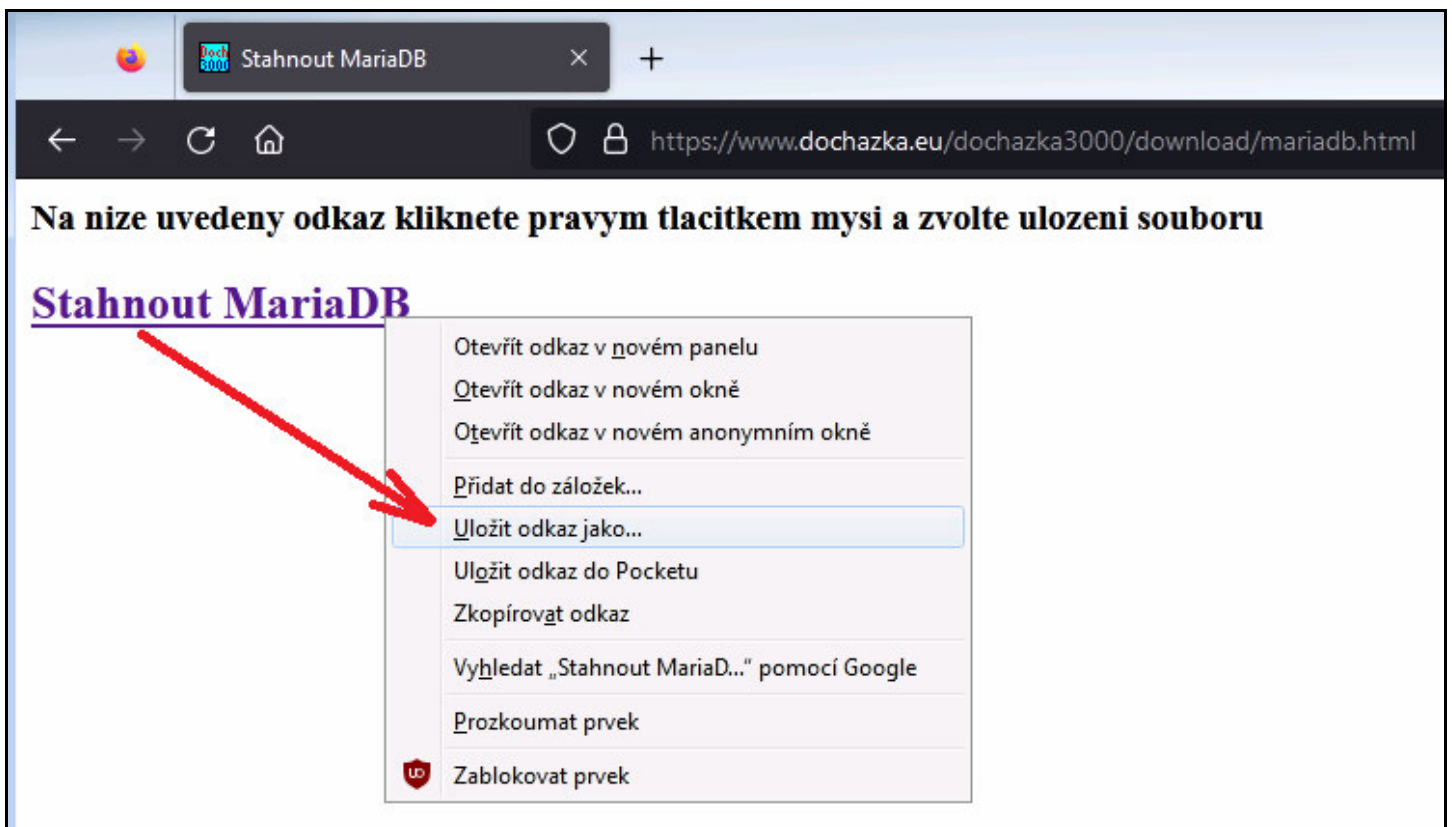 Doch 3000 Stahnout MariaDB
https://www.dochazka.eu/dochazka3000/download/mariadb.html
Na nize uvedeny odkaz kliknete pravym tlacitkem mysi a zvolte ulozeni souboru
Stahnout MariaDB
Otevřít odkaz v novém panelu
Otevřít odkaz v novém okně
Otevřít odkaz v novém anonymním okně
Přidat do záložek...
Uložit odkaz jako...
Uložit odkaz do Pocketu
Zkopírovat odkaz
Vyhledat „Stahnout MariaD...“ pomocí Google
Prozkoumat prvek
Zablokovat prvek